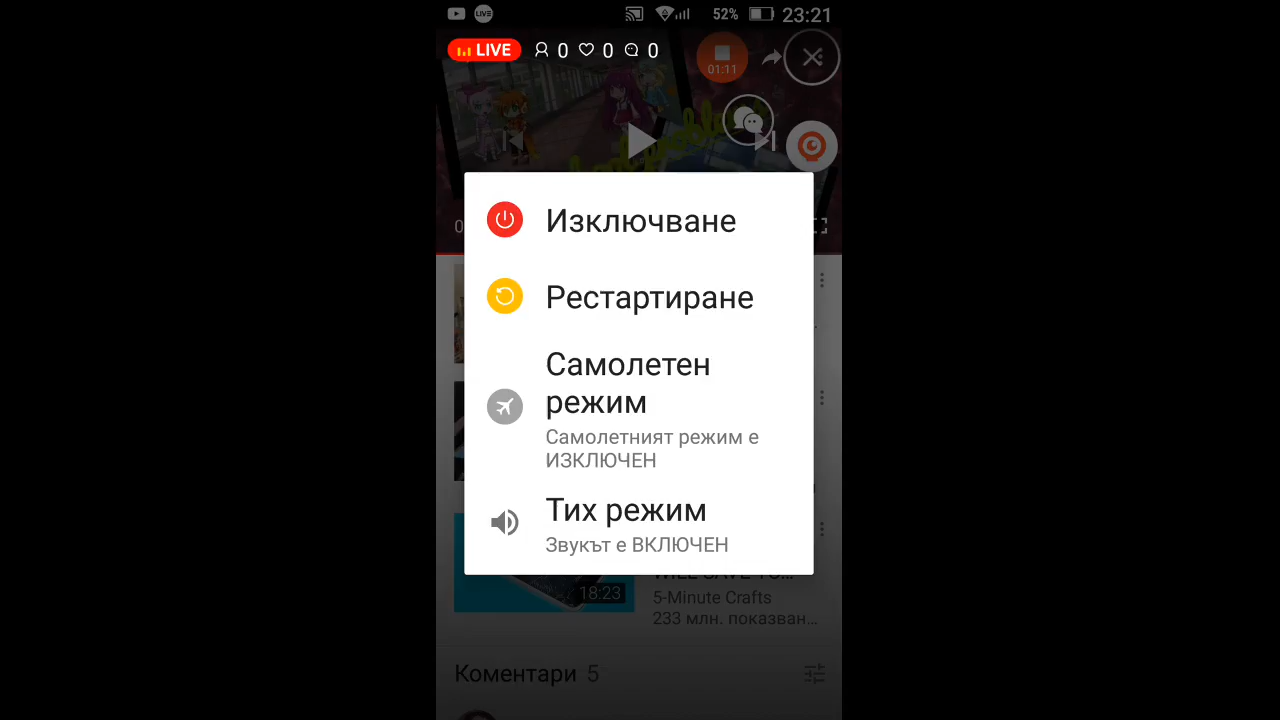 LIVE 52% 23:21
LIVE 0 0 0
01:11
Изключване
Рестартиране
Самолетен
режим
Самолетният режим е
ИЗКЛЮЧЕН
Тих режим
Звукът е ВКЛЮЧЕН
18:23
5-Minute Crafts
233 млн. показван...
Коментари 5